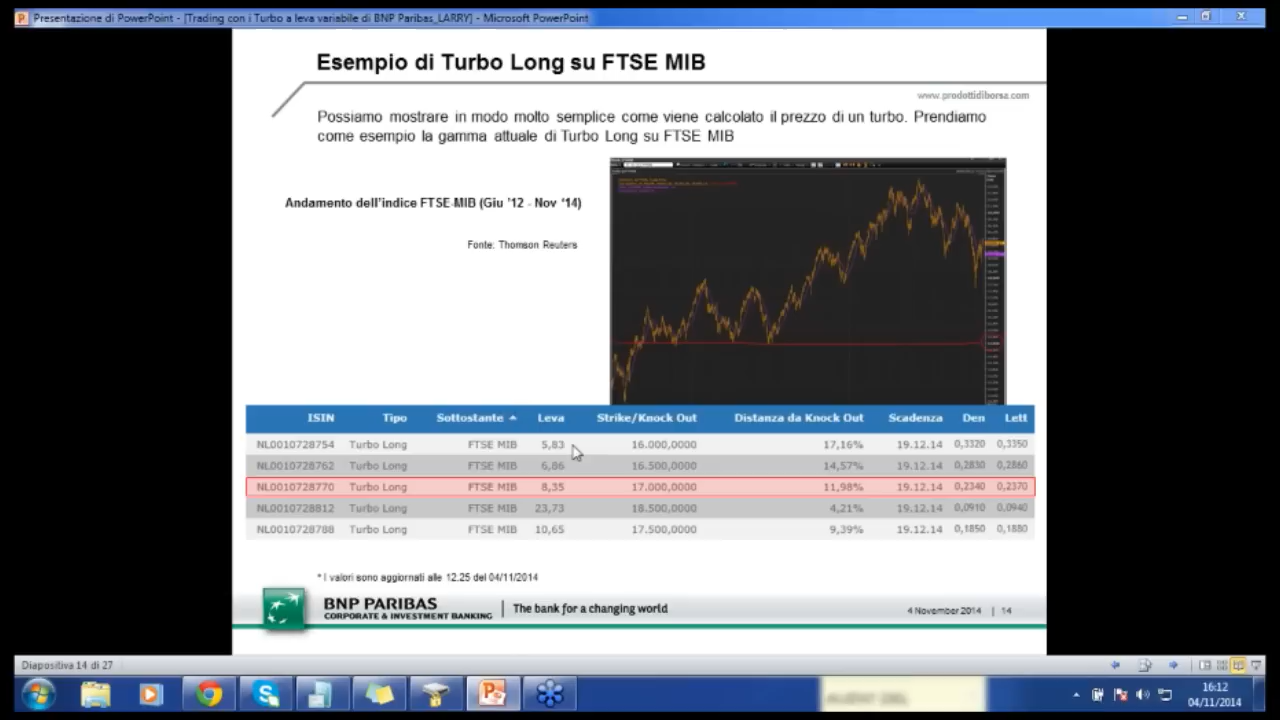 Presentazione di PowerPoint - [Trading con i Turbo a leva variabile di BNP Paribas_LARRY] - Microsoft PowerPoint
Esempio di Turbo Long su FTSE MIB
www.prodottidiborsa.com
Possiamo mostrare in modo molto semplice come viene calcolato il prezzo di un turbo. Prendiamo
come esempio la gamma attuale di Turbo Long su FTSE MIB
Andamento dell'indice FTSE-MIB (Giu '12 - Nov '14)
Fonte: Thomson Reuters
ISIN Tipo Sottostante Leva Strike/Knock Out Distanza da Knock Out Scadenza Den Lett
NL0010728754 Turbo Long FTSE MIB 5,83 16.000,0000 17,16% 19.12.14 0,3320 0,3350
NL0010728762 Turbo Long FTSE MIB 6,86 16.500,0000 14,57% 19.12.14 0,2830 0,2860
NL0010728770 Turbo Long FTSE MIB 8,35 17.000,0000 11,98% 19.12.14 0,2340 0,2370
NL0010728812 Turbo Long FTSE MIB 23,73 18.500,0000 4,21% 19.12.14 0,0910 0,0940
NL0010728788 Turbo Long FTSE MIB 10,65 17.500,0000 9,39% 19.12.14 0,1850 0,1880
* I valori sono aggiornati alle 12.25 del 04/11/2014
BNP PARIBAS
CORPORATE & INVESTMENT BANKING
The bank for a changing world
4 November 2014 | 14
Diapositiva 14 di 27
16:12
04/11/2014